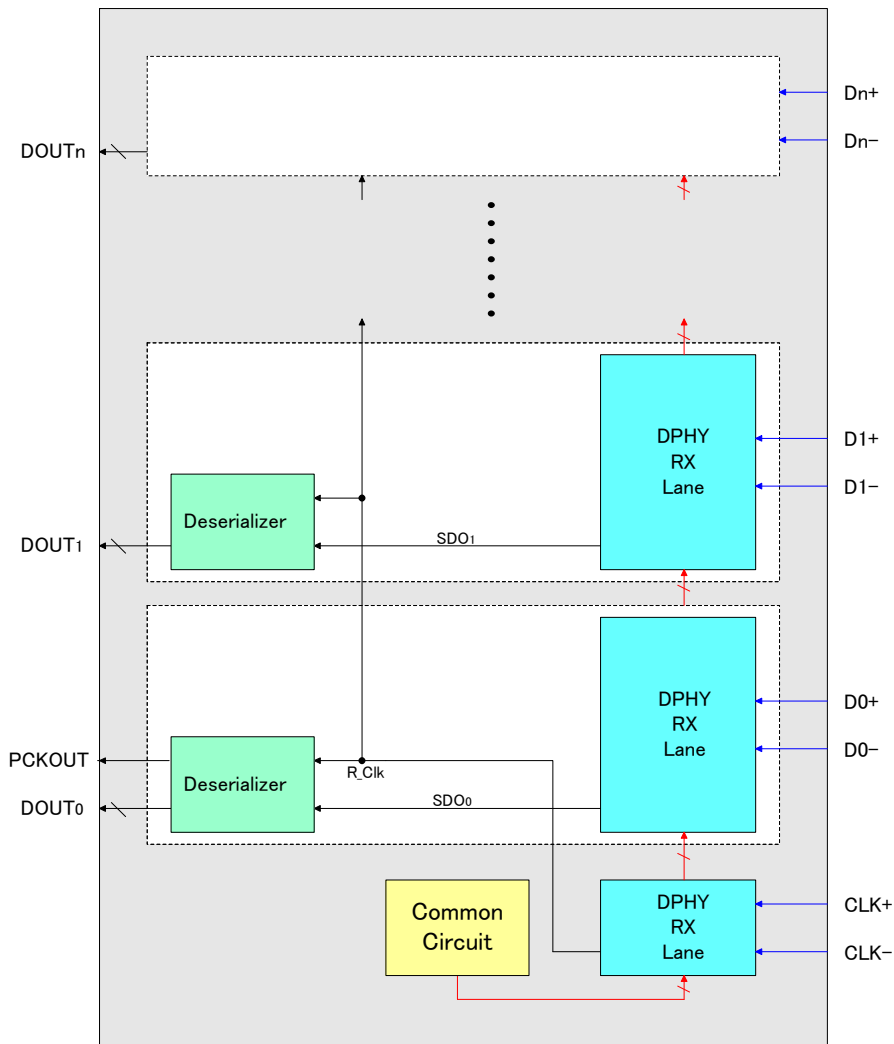 Dn+
Dn-
DOUTn
DPHY
RX
Lane
D1+
D1-
Deserializer
SDO1
DOUT1
DPHY
RX
Lane
D0+
D0-
PCKOUT
Deserializer
R_Clk
SDO0
DOUT0
Common
Circuit
DPHY
RX
Lane
CLK+
CLK-